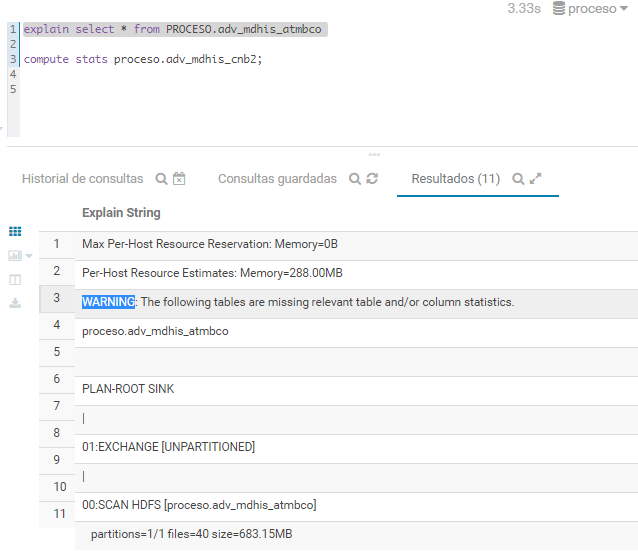 3.33s proceso
1 explain select * from PROCESO.adv_mdhis_atmbco
2
3 compute stats proceso.adv_mdhis_cnb2;
4
5
Historial de consultas Consultas guardadas Resultados (11)
Explain String
1 Max Per-Host Resource Reservation: Memory=0B
2 Per-Host Resource Estimates: Memory=288.00MB
3 WARNING: The following tables are missing relevant table and/or column statistics.
4 proceso.adv_mdhis_atmbco
5
6 PLAN-ROOT SINK
7 |
8 01:EXCHANGE [UNPARTITIONED]
9 |
10 00:SCAN HDFS [proceso.adv_mdhis_atmbco]
11 partitions=1/1 files=40 size=683.15MB